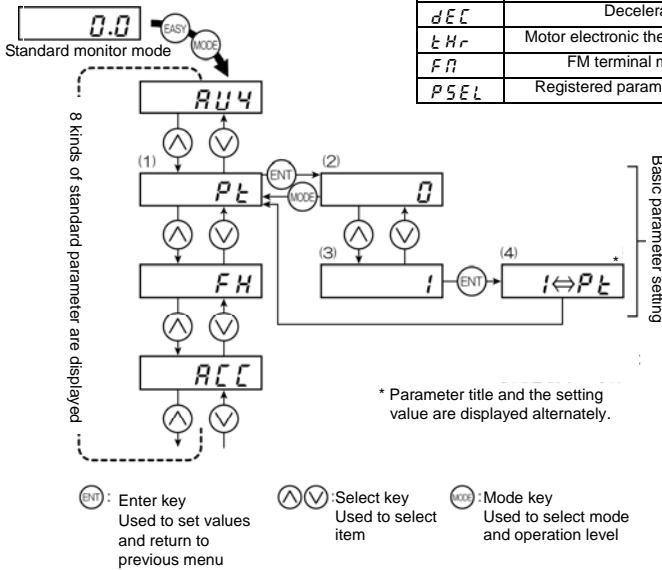 0.0
EASY
MODE
Standard monitor mode
dEC
tHr
Motor electronic
FM
FM terminal
PSEL
Registered
8 kinds of standard parameter are displayed
AU4
(1)
Pt
ENT
MODE
(2)
0
(3)
1
ENT
(4)
*
1⇔Pt
Basic parameter setting
FH
ACC
* Parameter title and the setting
value are displayed alternately.
ENT : Enter key
Used to set values
and return to
previous menu
:Select key
Used to select
item
MODE :Mode key
Used to select mode
and operation level